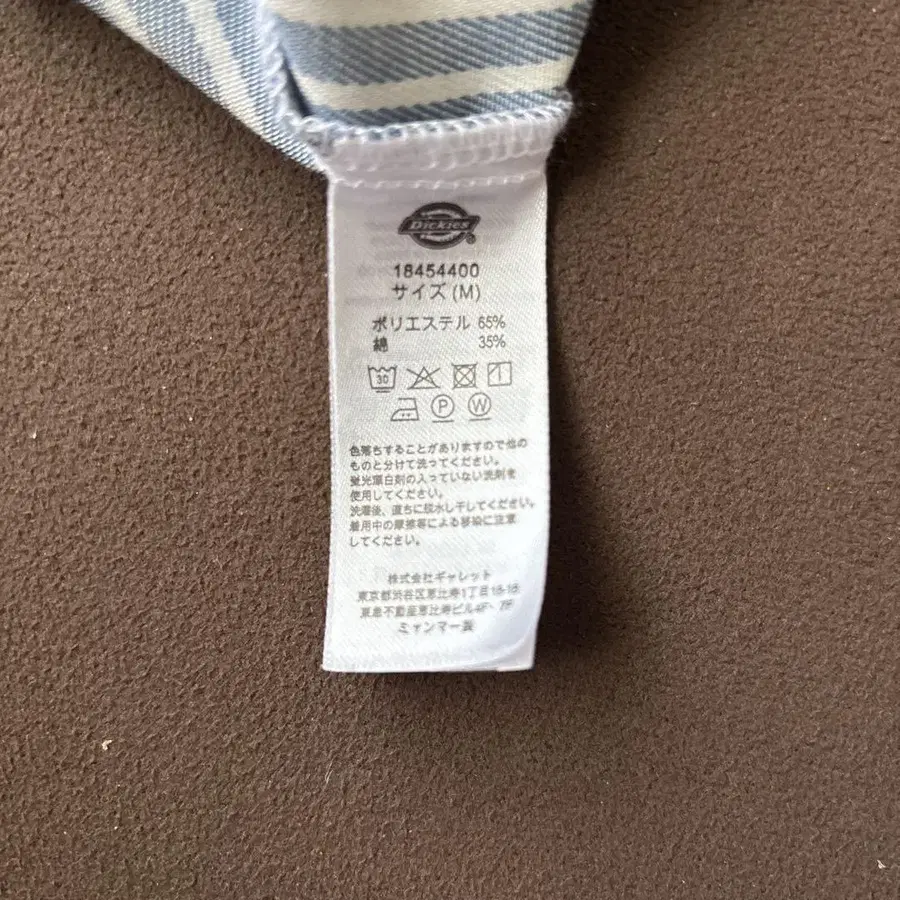 Dickies
18454400
サイズ (M)
ポリエステル 65%
綿 35%
30
P
W
色落ちすることがありますので他の
ものと分けて洗ってください。
蛍光漂白剤の入っていない洗剤を
使用してください。
洗濯後、直ちに脱水し干してください。
着用中の摩擦等による移染に注意
してください。
株式会社ギャレット
東京都渋谷区恵比寿1丁目18-18
東急不動産恵比寿ビル4F・7F
ミャンマー製